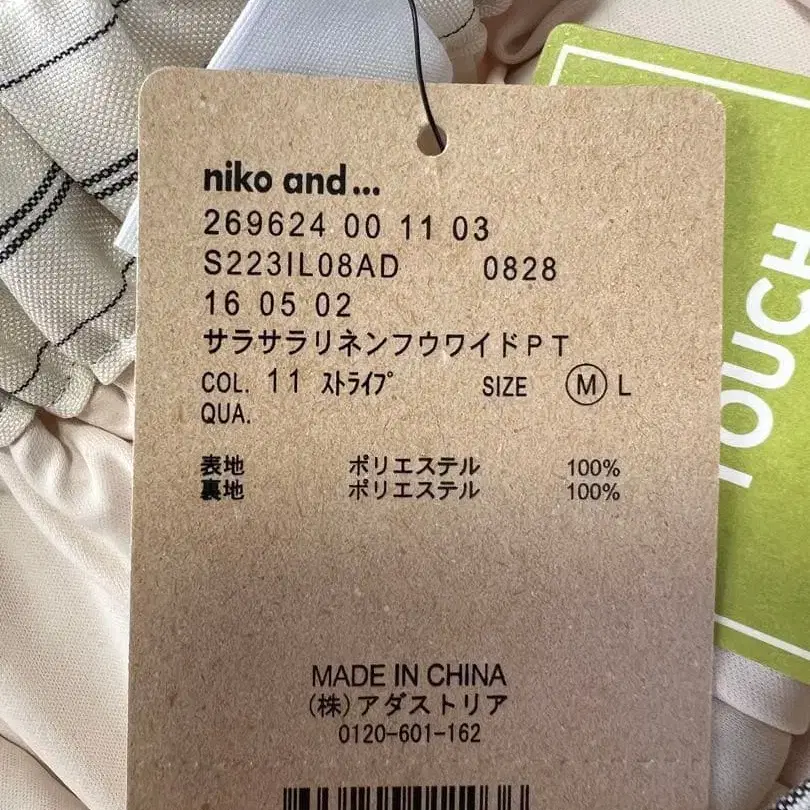 niko and...
269624 00 11 03
S223IL08AD 0828
16 05 02
サラサラリネンフウワイドPT
COL. 11 ｽﾄﾗｲﾌﾟ SIZE Ⓜ L
QUA.
表地 ポリエステル 100%
裏地 ポリエステル 100%
MADE IN CHINA
(株)アダストリア
0120-601-162
TOUCH